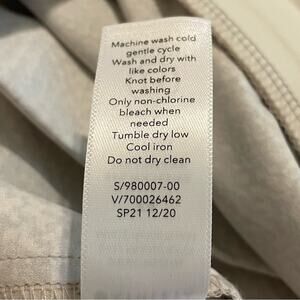 Machine wash cold
gentle cycle
Wash and dry with
like colors
Knot before
washing
Only non-chlorine
bleach when
needed
Tumble dry low
Cool iron
Do not dry clean
S/980007-00
V/700026462
SP21 12/20